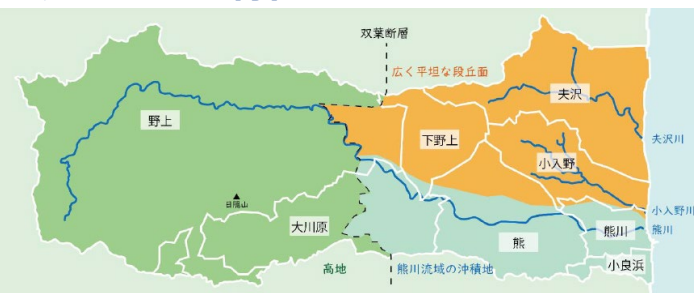 双葉断層
広く平坦な段丘面
夫沢
野上
下野上
夫沢川
小入野
日隠山
小入野川
大川原
熊川
熊川
熊
高地
熊川流域の沖積地
小良浜